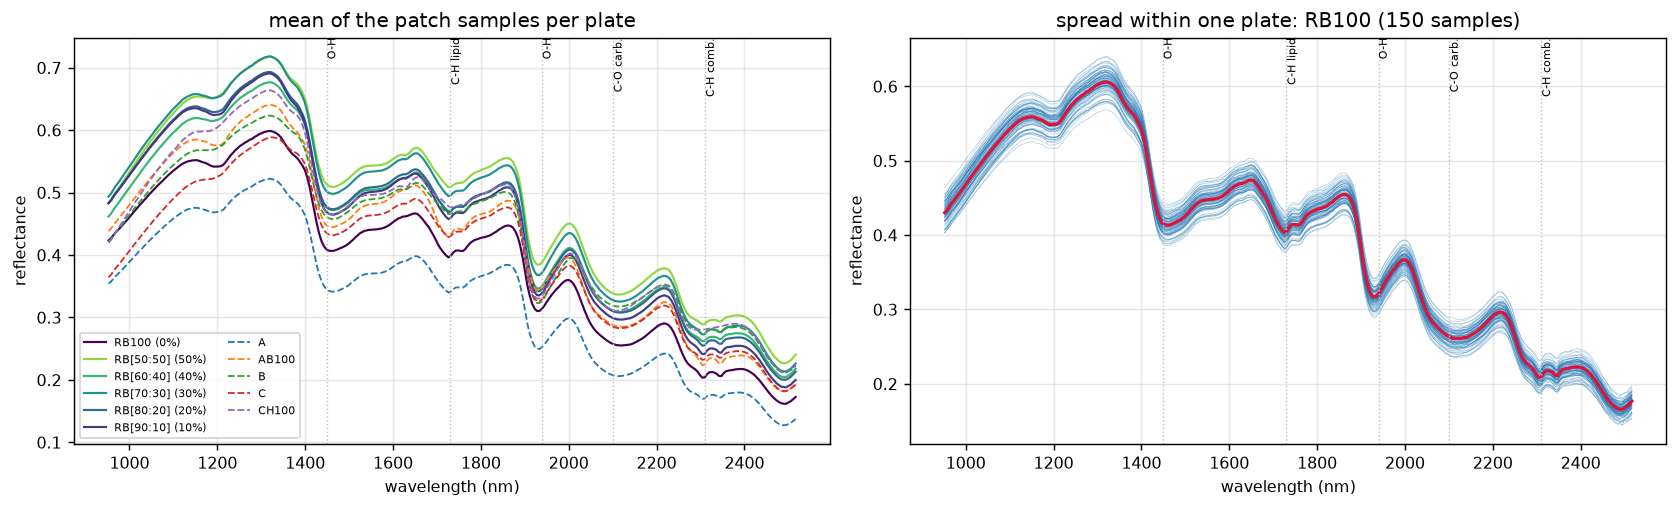 mean of the patch samples per plate
0.7
0.6
0.5
0.4
0.3
0.2
0.1
reflectance
1000
1200
1400
1600
1800
2000
2200
2400
wavelength (nm)
O-H
C-H lipid
O-H
C-O carb.
C-H comb.
RB100 (0%)
RB[50:50] (50%)
RB[60:40] (40%)
RB[70:30] (30%)
RB[80:20] (20%)
RB[90:10] (10%)
A
AB100
B
C
CH100
spread within one plate: RB100 (150 samples)
0.6
0.5
0.4
0.3
0.2
reflectance
1000
1200
1400
1600
1800
2000
2200
2400
wavelength (nm)
O-H
C-H lipid
O-H
C-O carb.
C-H comb.